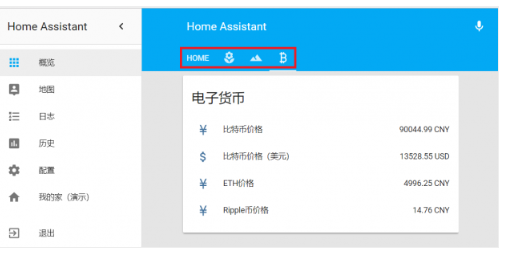 Home Assistant
概览
地图
日志
历史
配置
我的家（演示）
退出
Home Assistant
HOME
电子货币
比特币价格 90044.99 CNY
比特币价格（美元） 13528.55 USD
ETH价格 4996.25 CNY
Ripple币价格 14.76 CNY